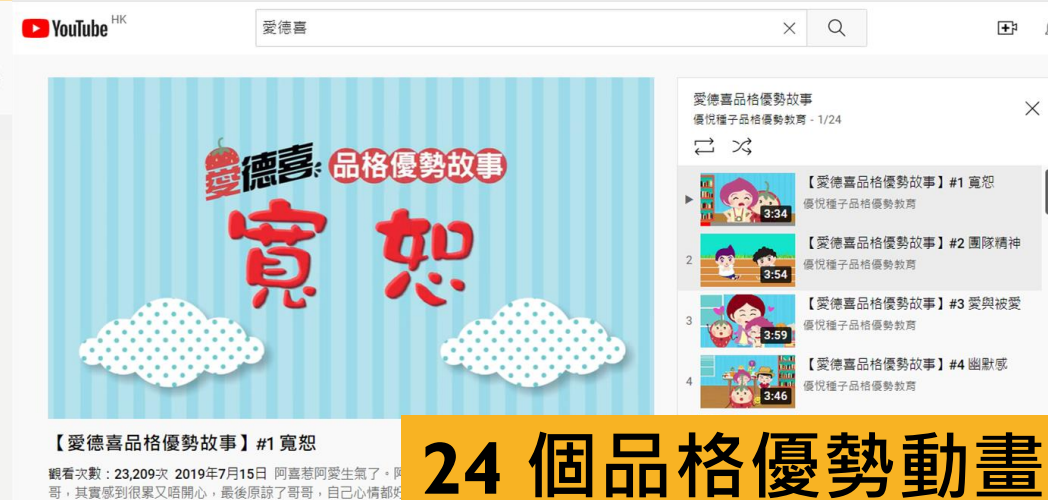 YouTube HK
愛德喜
愛德喜 品格優勢故事
寬恕
【愛德喜品格優勢故事】#1 寬恕
觀看次數：23,209次 2019年7月15日 阿喜惹阿愛生氣了。
哥，其實感到很累又唔開心，最後原諒了哥哥，自己心情都
愛德喜品格優勢故事
優悅種子品格優勢教育 - 1/24
【愛德喜品格優勢故事】#1 寬恕
優悅種子品格優勢教育
3:34
2
【愛德喜品格優勢故事】#2 團隊精神
優悅種子品格優勢教育
3:54
3
【愛德喜品格優勢故事】#3 愛與被愛
優悅種子品格優勢教育
3:59
4
【愛德喜品格優勢故事】#4 幽默感
優悅種子品格優勢教育
3:46
24 個品格優勢動畫